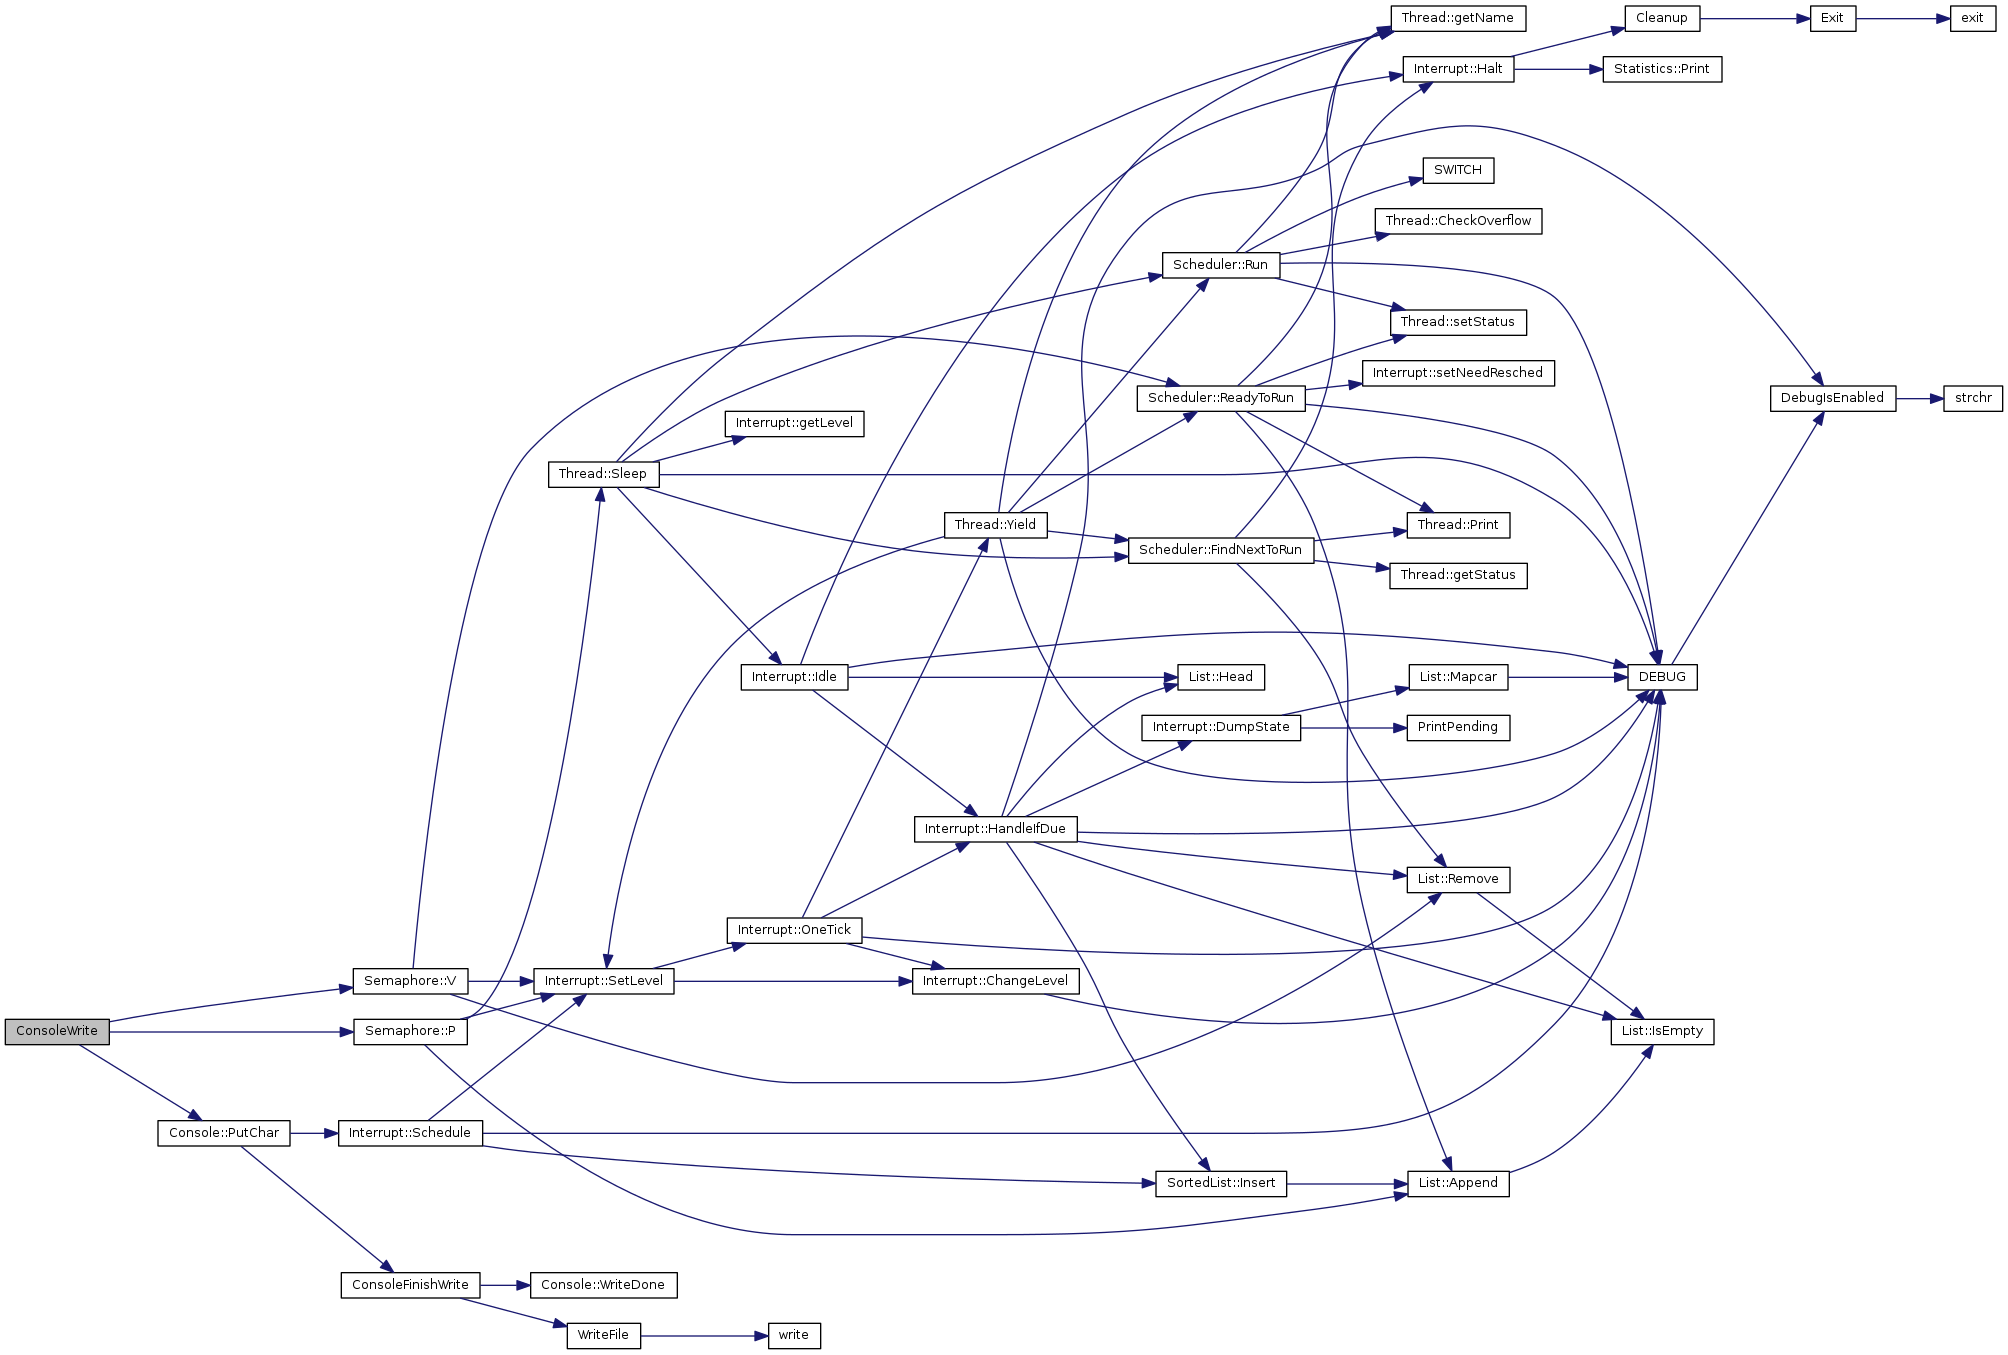 Thread::getName
Cleanup
Exit
exit
Interrupt::Halt
Statistics::Print
SWITCH
Thread::CheckOverflow
Scheduler::Run
Thread::setStatus
Interrupt::setNeedResched
Scheduler::ReadyToRun
DebugIsEnabled
strchr
Interrupt::getLevel
Thread::Sleep
Thread::Yield
Thread::Print
Scheduler::FindNextToRun
Thread::getStatus
Interrupt::Idle
List::Head
List::Mapcar
DEBUG
Interrupt::DumpState
PrintPending
Interrupt::HandleIfDue
List::Remove
Interrupt::OneTick
Semaphore::V
Interrupt::SetLevel
Interrupt::ChangeLevel
ConsoleWrite
Semaphore::P
List::IsEmpty
Console::PutChar
Interrupt::Schedule
SortedList::Insert
List::Append
ConsoleFinishWrite
Console::WriteDone
WriteFile
write